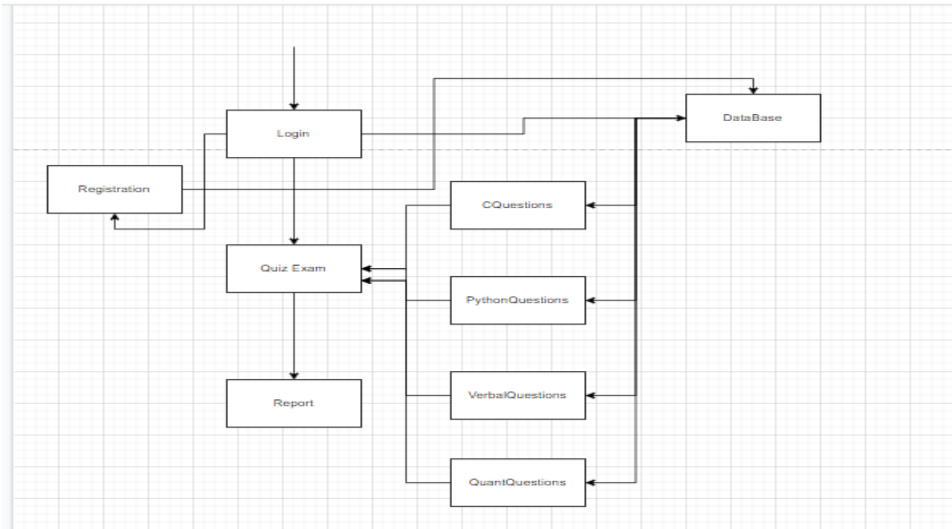 DataBase
Login
Registration
CQuestions
Quiz Exam
PythonQuestions
VerbalQuestions
Report
QuantQuestions